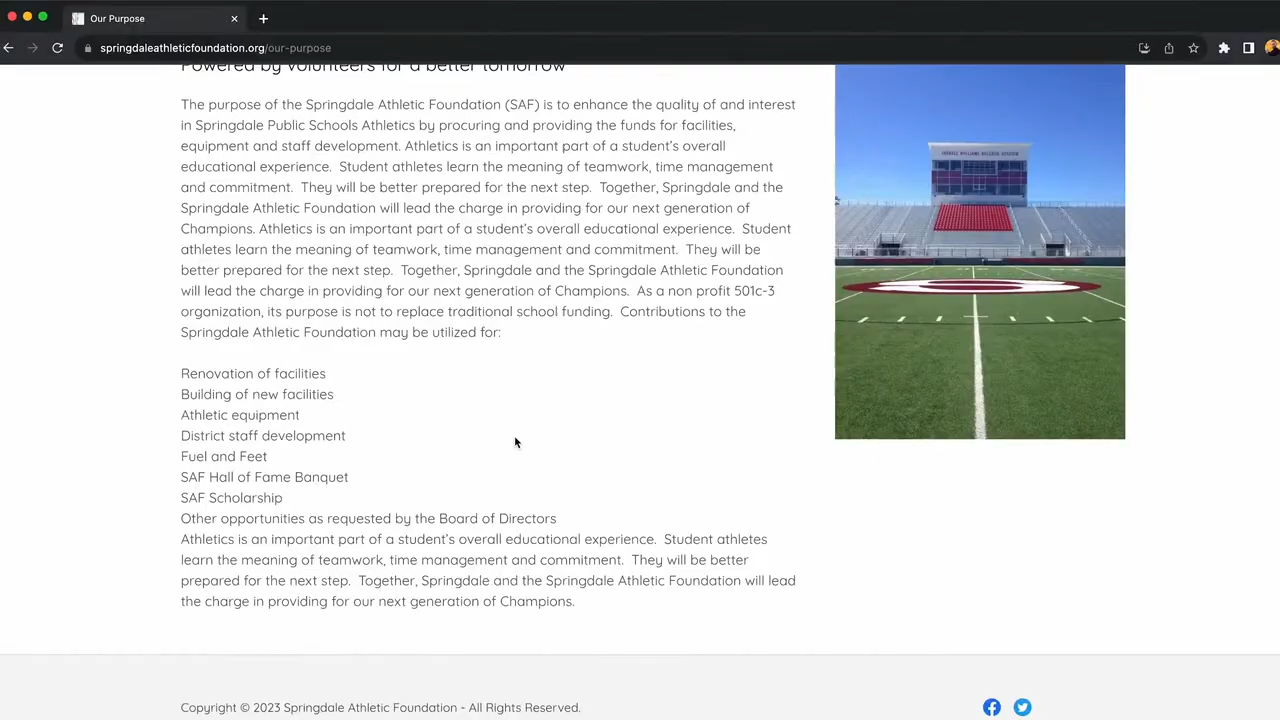 Our Purpose
springdaleathleticfoundation.org/our-purpose
Powered by volunteers for a better tomorrow
The purpose of the Springdale Athletic Foundation (SAF) is to enhance the quality of and interest
in Springdale Public Schools Athletics by procuring and providing the funds for facilities,
equipment and staff development. Athletics is an important part of a student's overall
educational experience.  Student athletes learn the meaning of teamwork, time management
and commitment.  They will be better prepared for the next step.  Together, Springdale and the
Springdale Athletic Foundation will lead the charge in providing for our next generation of
Champions. Athletics is an important part of a student's overall educational experience.  Student
athletes learn the meaning of teamwork, time management and commitment.  They will be
better prepared for the next step.  Together, Springdale and the Springdale Athletic Foundation
will lead the charge in providing for our next generation of Champions.  As a non profit 501c-3
organization, its purpose is not to replace traditional school funding.  Contributions to the
Springdale Athletic Foundation may be utilized for:
Renovation of facilities
Building of new facilities
Athletic equipment
District staff development
Fuel and Feet
SAF Hall of Fame Banquet
SAF Scholarship
Other opportunities as requested by the Board of Directors
Athletics is an important part of a student's overall educational experience.  Student athletes
learn the meaning of teamwork, time management and commitment.  They will be better
prepared for the next step.  Together, Springdale and the Springdale Athletic Foundation will lead
the charge in providing for our next generation of Champions.
Copyright © 2023 Springdale Athletic Foundation - All Rights Reserved.